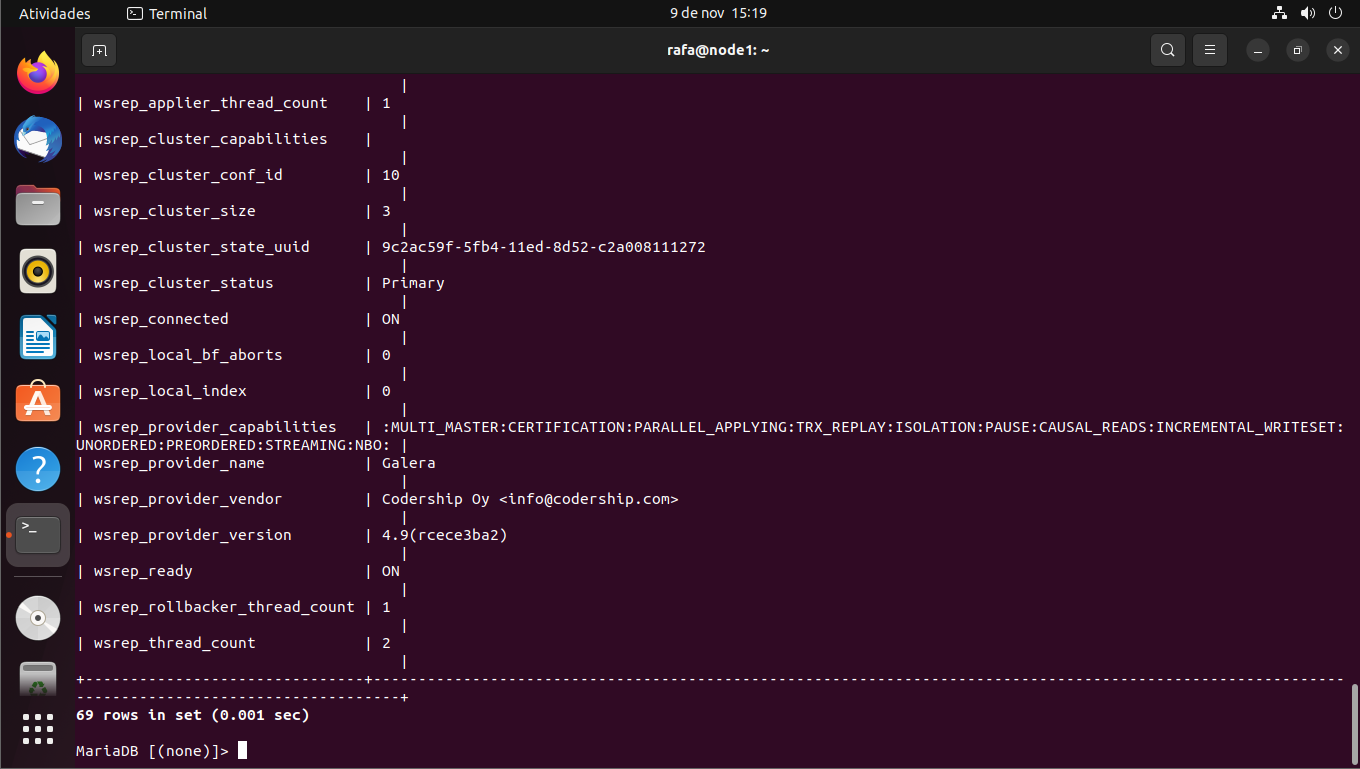 Atividades
Terminal
9 de nov 15:19
rafa@node1: ~
|
| wsrep_applier_thread_count    | 1
|
| wsrep_cluster_capabilities    |
|
| wsrep_cluster_conf_id         | 10
|
| wsrep_cluster_size            | 3
|
| wsrep_cluster_state_uuid      | 9c2ac59f-5fb4-11ed-8d52-c2a008111272
|
| wsrep_cluster_status          | Primary
|
| wsrep_connected               | ON
|
| wsrep_local_bf_aborts         | 0
|
| wsrep_local_index             | 0
|
| wsrep_provider_capabilities   | :MULTI_MASTER:CERTIFICATION:PARALLEL_APPLYING:TRX_REPLAY:ISOLATION:PAUSE:CAUSAL_READS:INCREMENTAL_WRITESET:
UNORDERED:PREORDERED:STREAMING:NBO: |
| wsrep_provider_name           | Galera
|
| wsrep_provider_vendor         | Codership Oy <info@codership.com>
|
| wsrep_provider_version        | 4.9(rcece3ba2)
|
| wsrep_ready                   | ON
|
| wsrep_rollbacker_thread_count | 1
|
| wsrep_thread_count            | 2
|
+-------------------------------+------------------------------------------------------------------------------------------------------------
------------------------------------+
69 rows in set (0.001 sec)
MariaDB [(none)]>